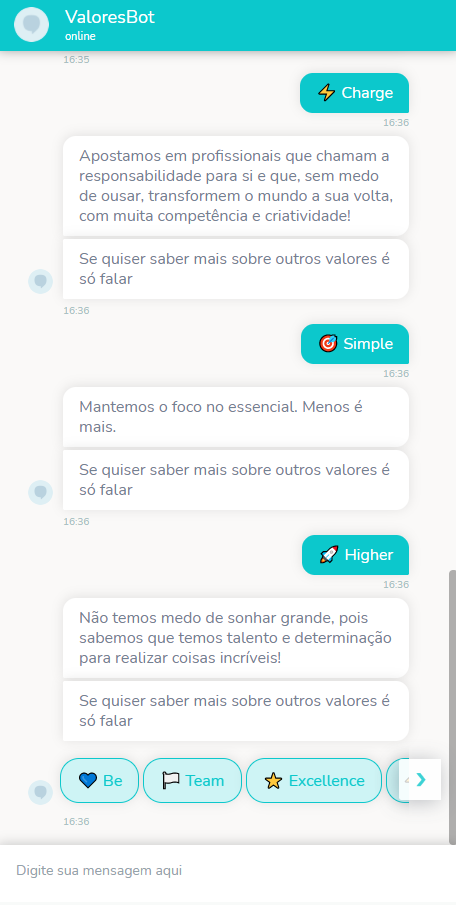 ValoresBot
online
16:35
⚡ Charge
16:36
Apostamos em profissionais que chamam a
responsabilidade para si e que, sem medo
de ousar, transformem o mundo a sua volta,
com muita competência e criatividade!
Se quiser saber mais sobre outros valores é
só falar
16:36
🎯 Simple
16:36
Mantemos o foco no essencial. Menos é
mais.
Se quiser saber mais sobre outros valores é
só falar
16:36
🚀 Higher
16:36
Não temos medo de sonhar grande, pois
sabemos que temos talento e determinação
para realizar coisas incríveis!
Se quiser saber mais sobre outros valores é
só falar
💙 Be 🏳 Team ⭐ Excellence
16:36
Digite sua mensagem aqui